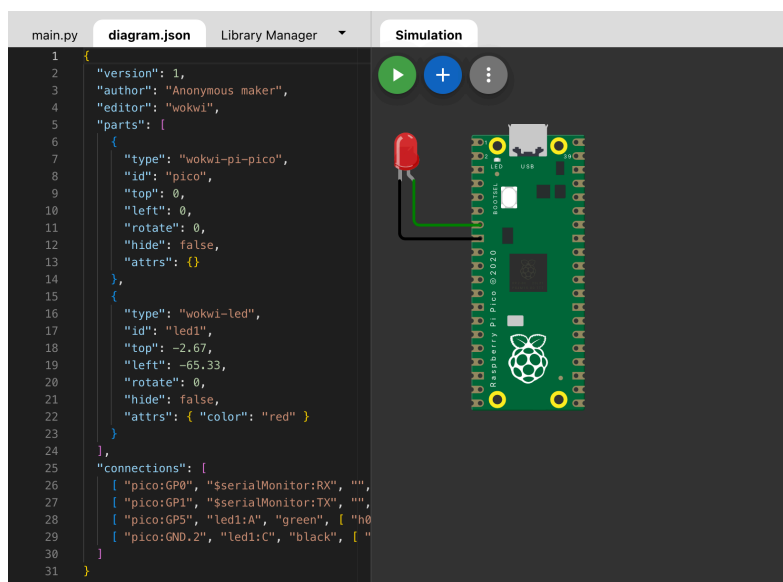 main.py diagram.json Library Manager Simulation
1 {
2 "version": 1,
3 "author": "Anonymous maker",
4 "editor": "wokwi",
5 "parts": [
6 {
7 "type": "wokwi-pi-pico",
8 "id": "pico",
9 "top": 0,
10 "left": 0,
11 "rotate": 0,
12 "hide": false,
13 "attrs": {}
14 },
15 {
16 "type": "wokwi-led",
17 "id": "led1",
18 "top": -2.67,
19 "left": -65.33,
20 "rotate": 0,
21 "hide": false,
22 "attrs": { "color": "red" }
23 }
24 ],
25 "connections": [
26 [ "pico:GP0", "$serialMonitor:RX", "",
27 [ "pico:GP1", "$serialMonitor:TX", "",
28 [ "pico:GP5", "led1:A", "green", [ "h0
29 [ "pico:GND.2", "led1:C", "black", [ "
30 ]
31 }
1
2 39
LED USB
BOOTSEL
Raspberry Pi Pico ©2020